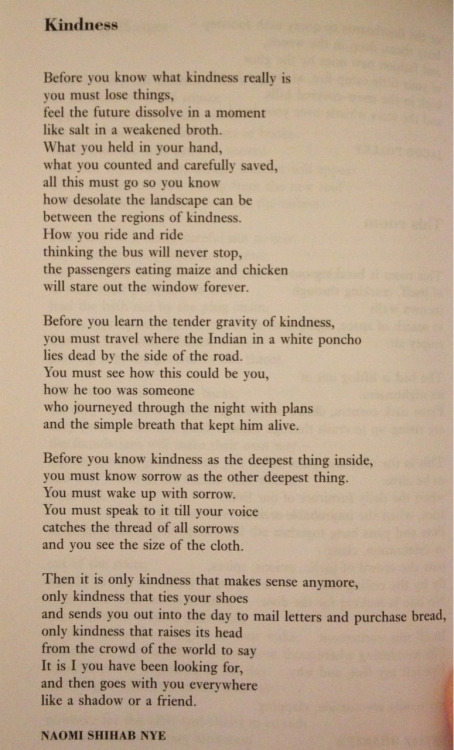 Kindness
Before you know what kindness really is
you must lose things,
feel the future dissolve in a moment
like salt in a weakened broth.
What you held in your hand,
what you counted and carefully saved,
all this must go so you know
how desolate the landscape can be
between the regions of kindness.
How you ride and ride
thinking the bus will never stop,
the passengers eating maize and chicken
will stare out the window forever.
Before you learn the tender gravity of kindness,
you must travel where the Indian in a white poncho
lies dead by the side of the road.
You must see how this could be you,
how he too was someone
who journeyed through the night with plans
and the simple breath that kept him alive.
Before you know kindness as the deepest thing inside,
you must know sorrow as the other deepest thing.
You must wake up with sorrow.
You must speak to it till your voice
catches the thread of all sorrows
and you see the size of the cloth.
Then it is only kindness that makes sense anymore,
only kindness that ties your shoes
and sends you out into the day to mail letters and purchase bread,
only kindness that raises its head
from the crowd of the world to say
It is I you have been looking for,
and then goes with you everywhere
like a shadow or a friend.
NAOMI SHIHAB NYE